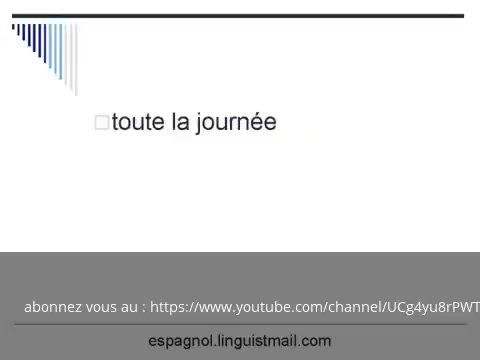 toute la journée
abonnez vous au : https://www.youtube.com/channel/UCg4yu8rPWT
espagnol.linguistmail.com